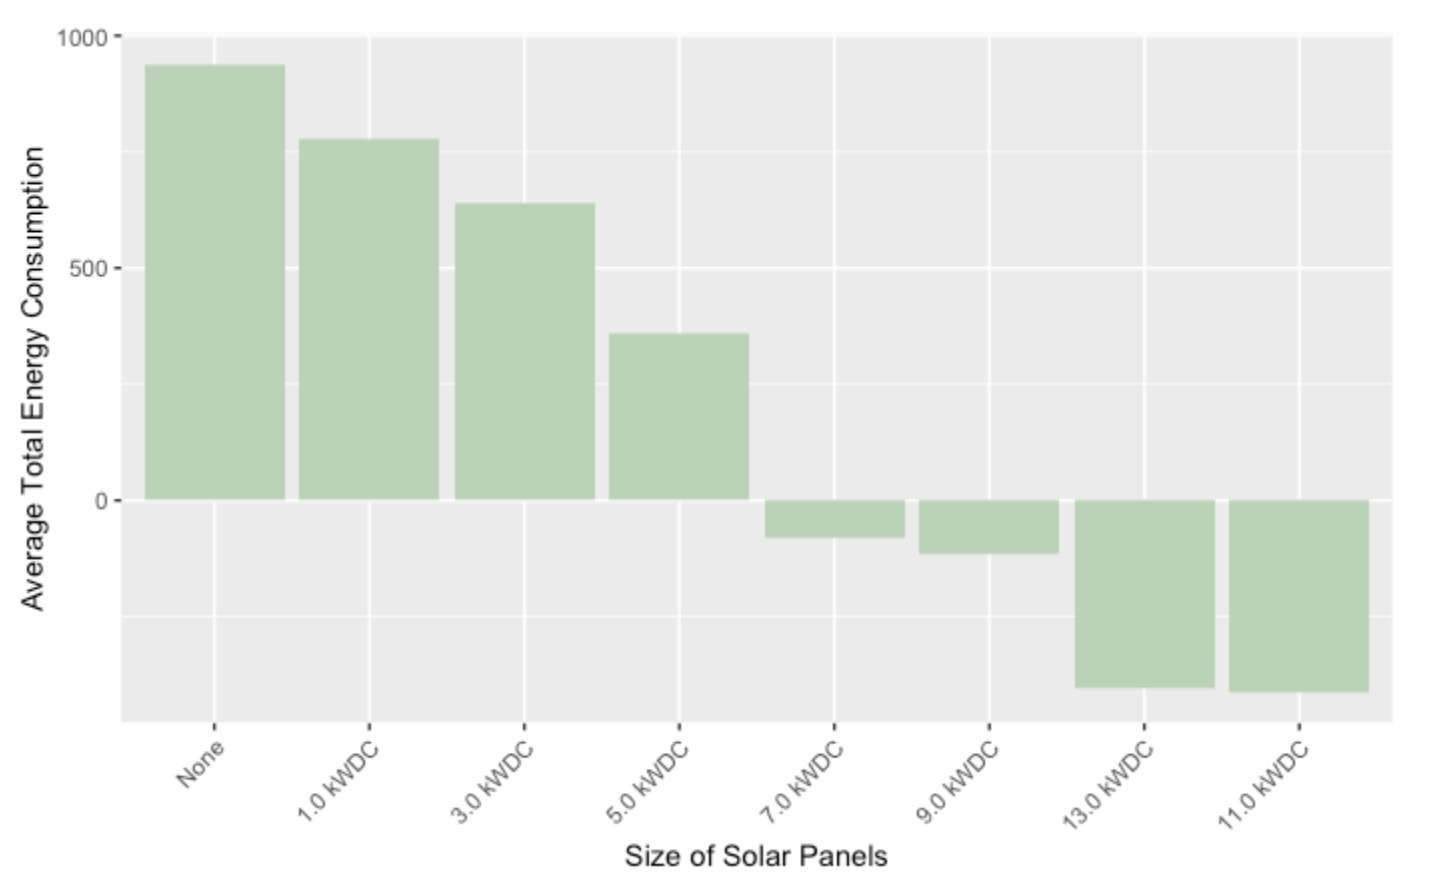 1000
500
0
Average Total Energy Consumption
None
1.0 kWDC
3.0 kWDC
5.0 kWDC
7.0 kWDC
9.0 kWDC
13.0 kWDC
11.0 kWDC
Size of Solar Panels